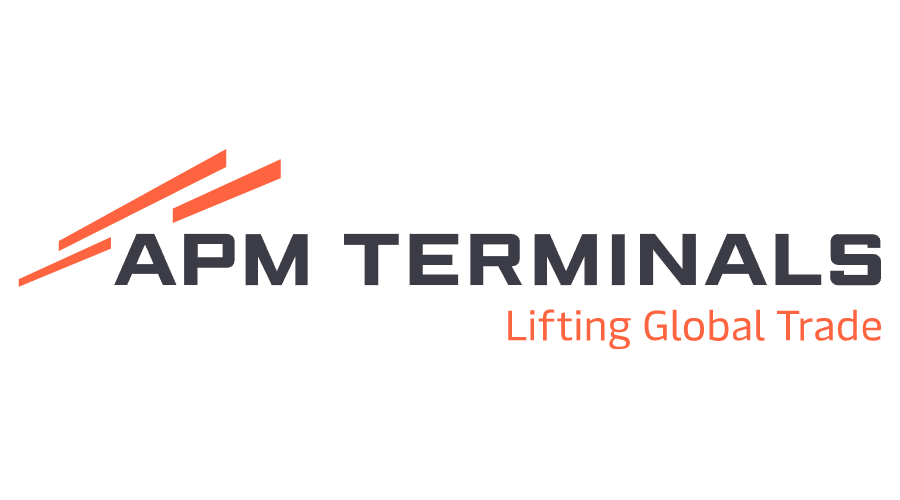 APM TERMINALS
Lifting Global Trade